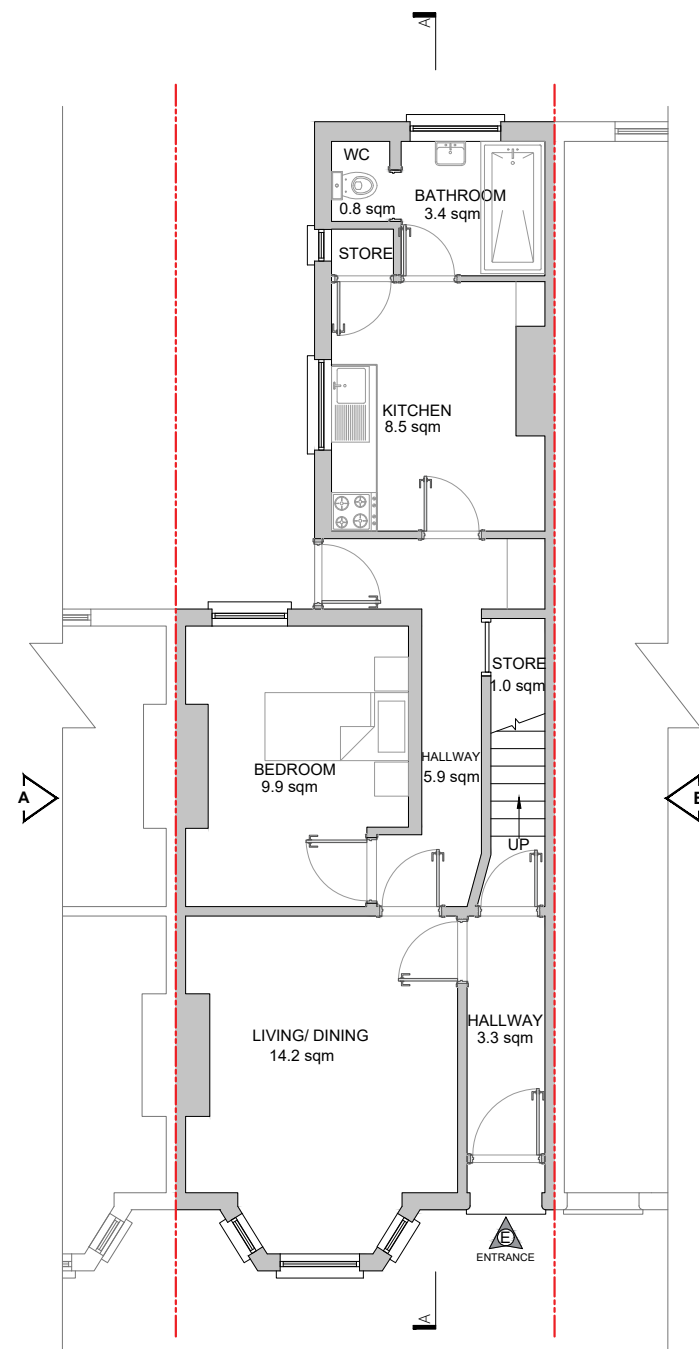 A
WC
0.8 sqm
BATHROOM
3.4 sqm
STORE
KITCHEN
8.5 sqm
STORE
1.0 sqm
HALLWAY
5.9 sqm
BEDROOM
9.9 sqm
A
UP
LIVING/ DINING
14.2 sqm
HALLWAY
3.3 sqm
E
ENTRANCE
A